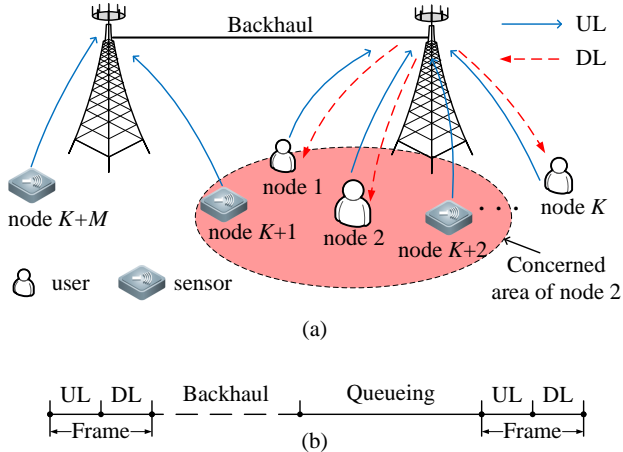 Backhaul
UL
DL
node 1
node K
node K+M
node K+1
node 2
node K+2
Concerned
area of node 2
user
sensor
(a)
UL DL Backhaul Queueing UL DL
Frame Frame
(b)